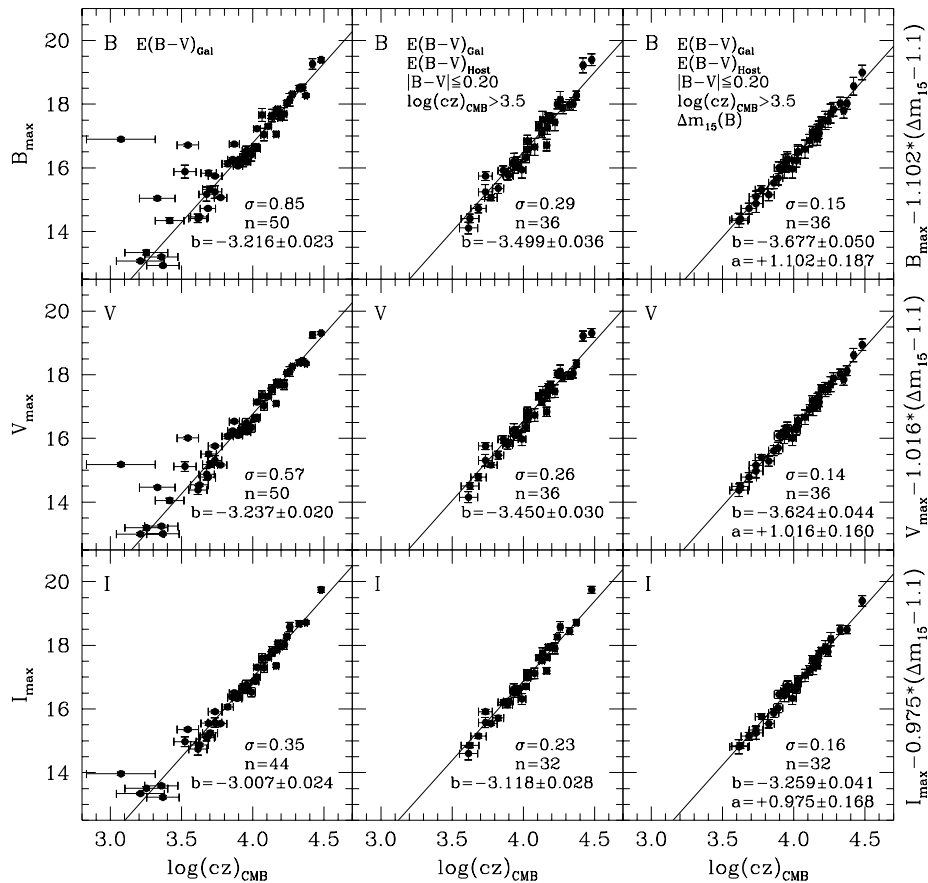 B E(B−V)Gal
σ=0.85
n=50
b=−3.216±0.023
B E(B−V)Gal
E(B−V)Host
|B−V|≦0.20
log(cz)CMB>3.5
σ=0.29
n=36
b=−3.499±0.036
B E(B−V)Gal
E(B−V)Host
|B−V|≦0.20
log(cz)CMB>3.5
Δm15(B)
σ=0.15
n=36
b=−3.677±0.050
a=+1.102±0.187
20
18
16
14
Bmax
Bmax−1.102*(Δm15−1.1)
V
σ=0.57
n=50
b=−3.237±0.020
V
σ=0.26
n=36
b=−3.450±0.030
V
σ=0.14
n=36
b=−3.624±0.044
a=+1.016±0.160
20
18
16
14
Vmax
Vmax−1.016*(Δm15−1.1)
I
σ=0.35
n=44
b=−3.007±0.024
I
σ=0.23
n=32
b=−3.118±0.028
I
σ=0.16
n=32
b=−3.259±0.041
a=+0.975±0.168
20
18
16
14
Imax
Imax−0.975*(Δm15−1.1)
3.0 3.5 4.0 4.5 3.0 3.5 4.0 4.5 3.0 3.5 4.0 4.5
log(cz)CMB log(cz)CMB log(cz)CMB